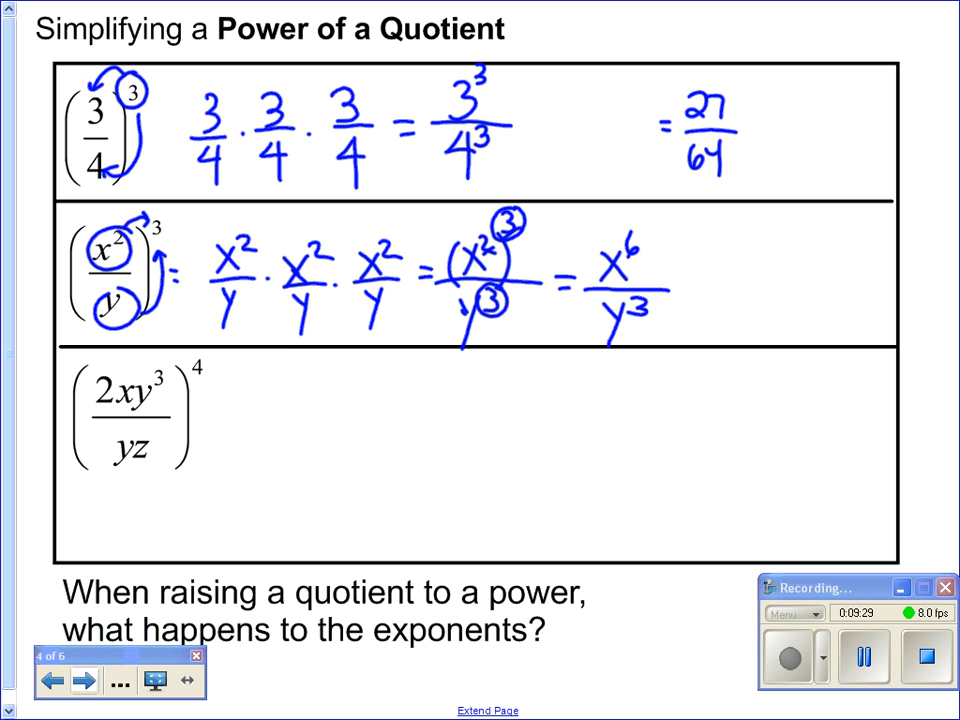 Simplifying a Power of a Quotient
(3/4)^3 3/4 · 3/4 · 3/4 = 3^3/4^3 = 27/64
(x^2/y)^3 = x^2/y · x^2/y · x^2/y = (x^2)^3/y^3 = x^6/y^3
(2xy^3/yz)^4
When raising a quotient to a power,
what happens to the exponents?
Recording...
Menu 0:09:29 8.0 fps
4 of 6
...
Extend Page